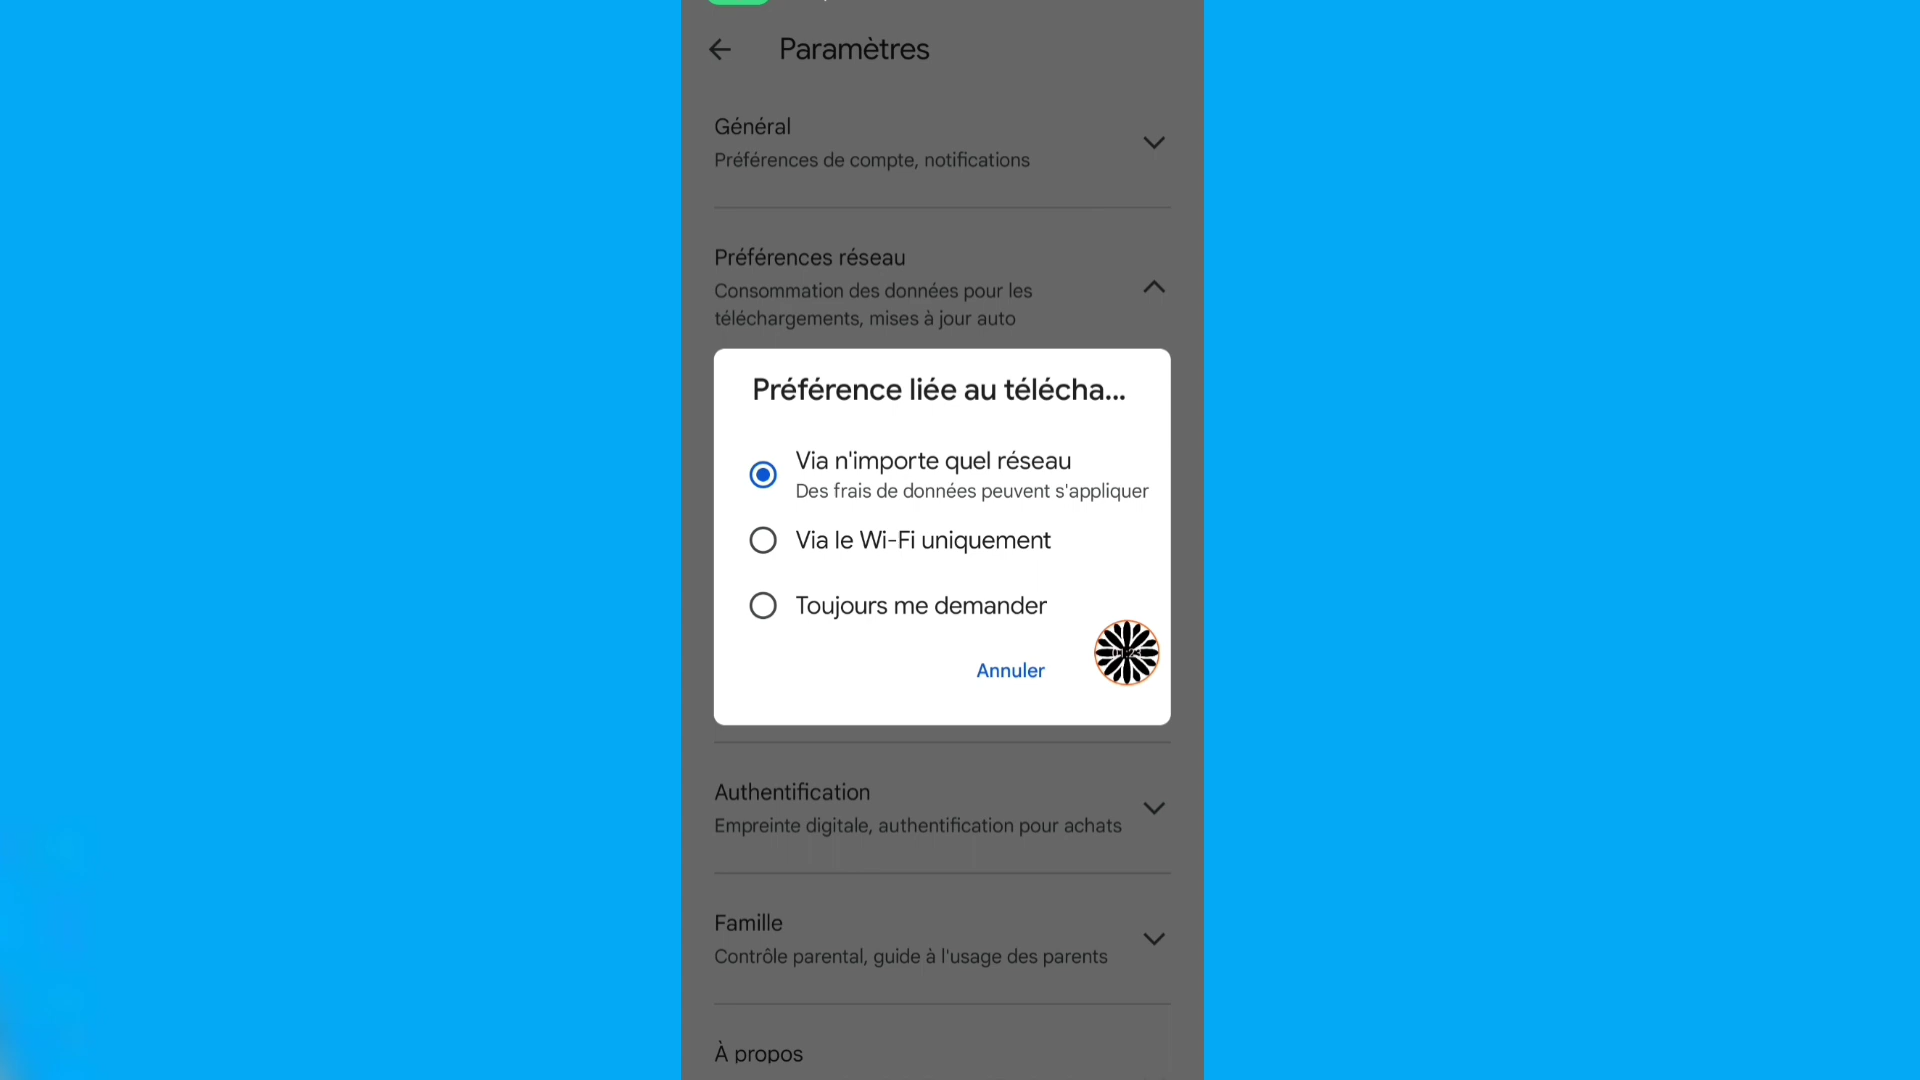 Paramètres
Général
Préférences de compte, notifications
Préférences réseau
Consommation des données pour les
téléchargements, mises à jour auto
Préférence liée au télécha...
Via n'importe quel réseau
Des frais de données peuvent s'appliquer
Via le Wi-Fi uniquement
Toujours me demander
Annuler
Authentification
Empreinte digitale, authentification pour achats
Famille
Contrôle parental, guide à l'usage des parents
À propos